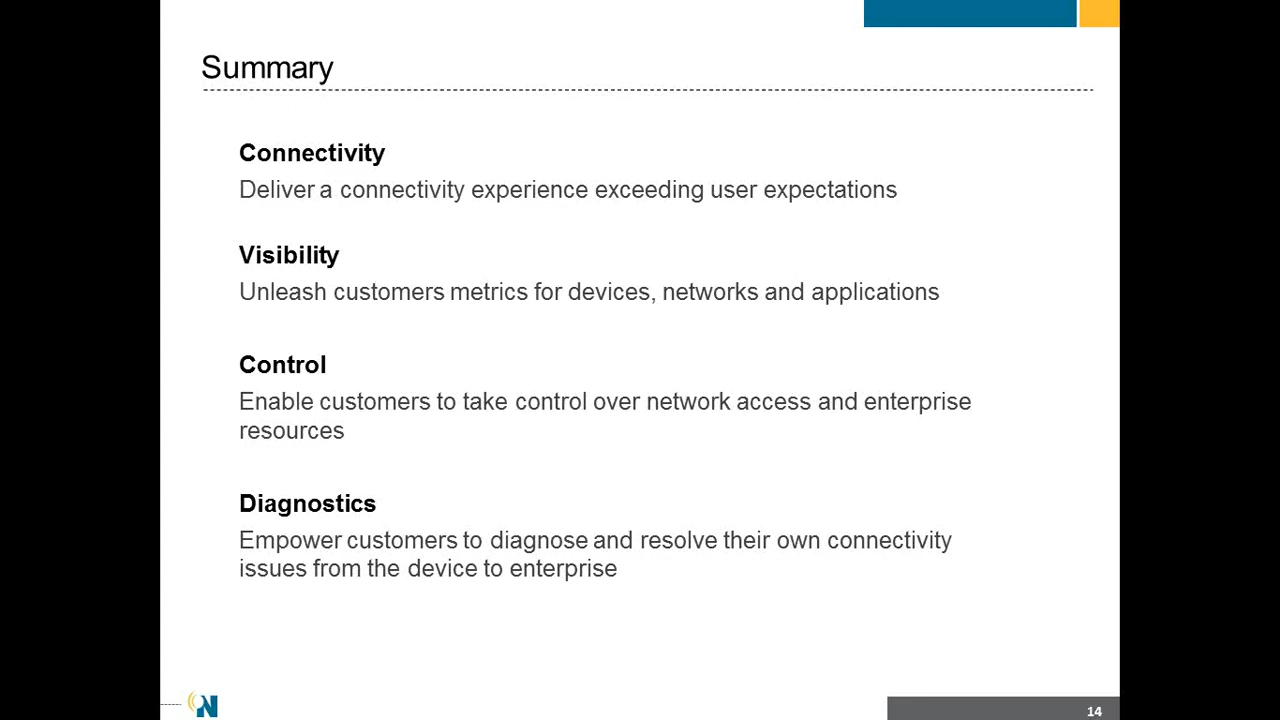 Summary
Connectivity
Deliver a connectivity experience exceeding user expectations
Visibility
Unleash customers metrics for devices, networks and applications
Control
Enable customers to take control over network access and enterprise
resources
Diagnostics
Empower customers to diagnose and resolve their own connectivity
issues from the device to enterprise
N
14